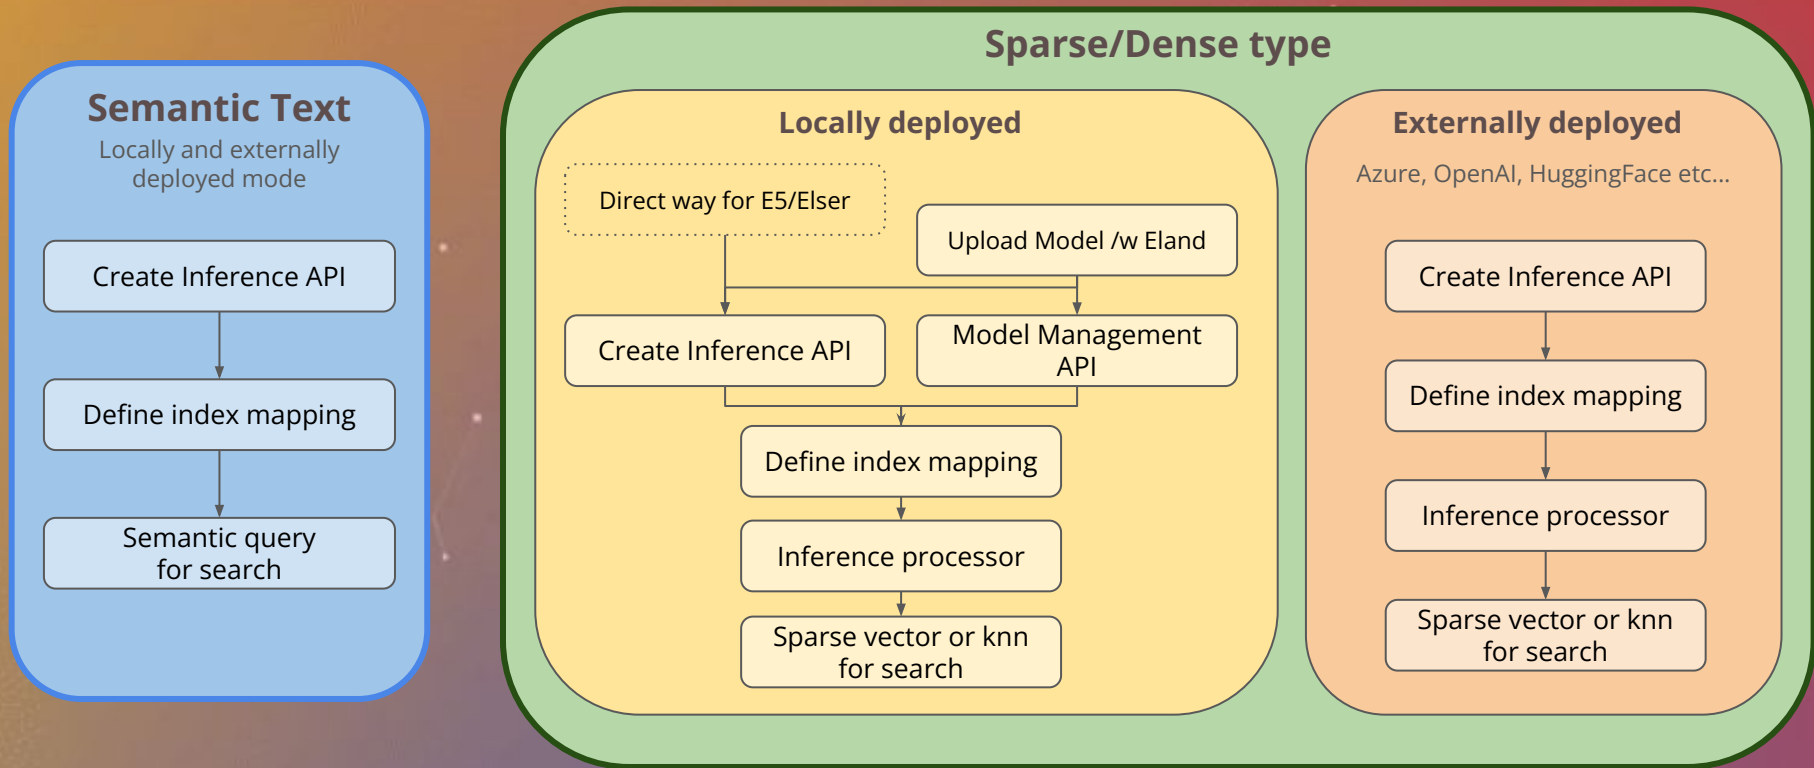 Semantic Text
Locally and externally
deployed mode
Create Inference API
Define index mapping
Semantic query
for search
Sparse/Dense type
Locally deployed
Direct way for E5/Elser
Upload Model /w Eland
Create Inference API
Model Management
API
Define index mapping
Inference processor
Sparse vector or knn
for search
Externally deployed
Azure, OpenAI, HuggingFace etc...
Create Inference API
Define index mapping
Inference processor
Sparse vector or knn
for search